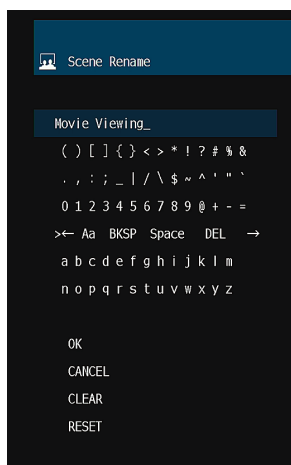 Scene Rename
Movie Viewing_
( ) [ ] { } < > * ! ? # % &
. , : ; _ | / \ $ ~ ^ ' " `
0 1 2 3 4 5 6 7 8 9 @ + - =
>← Aa BKSP Space DEL →
a b c d e f g h i j k l m
n o p q r s t u v w x y z
OK
CANCEL
CLEAR
RESET